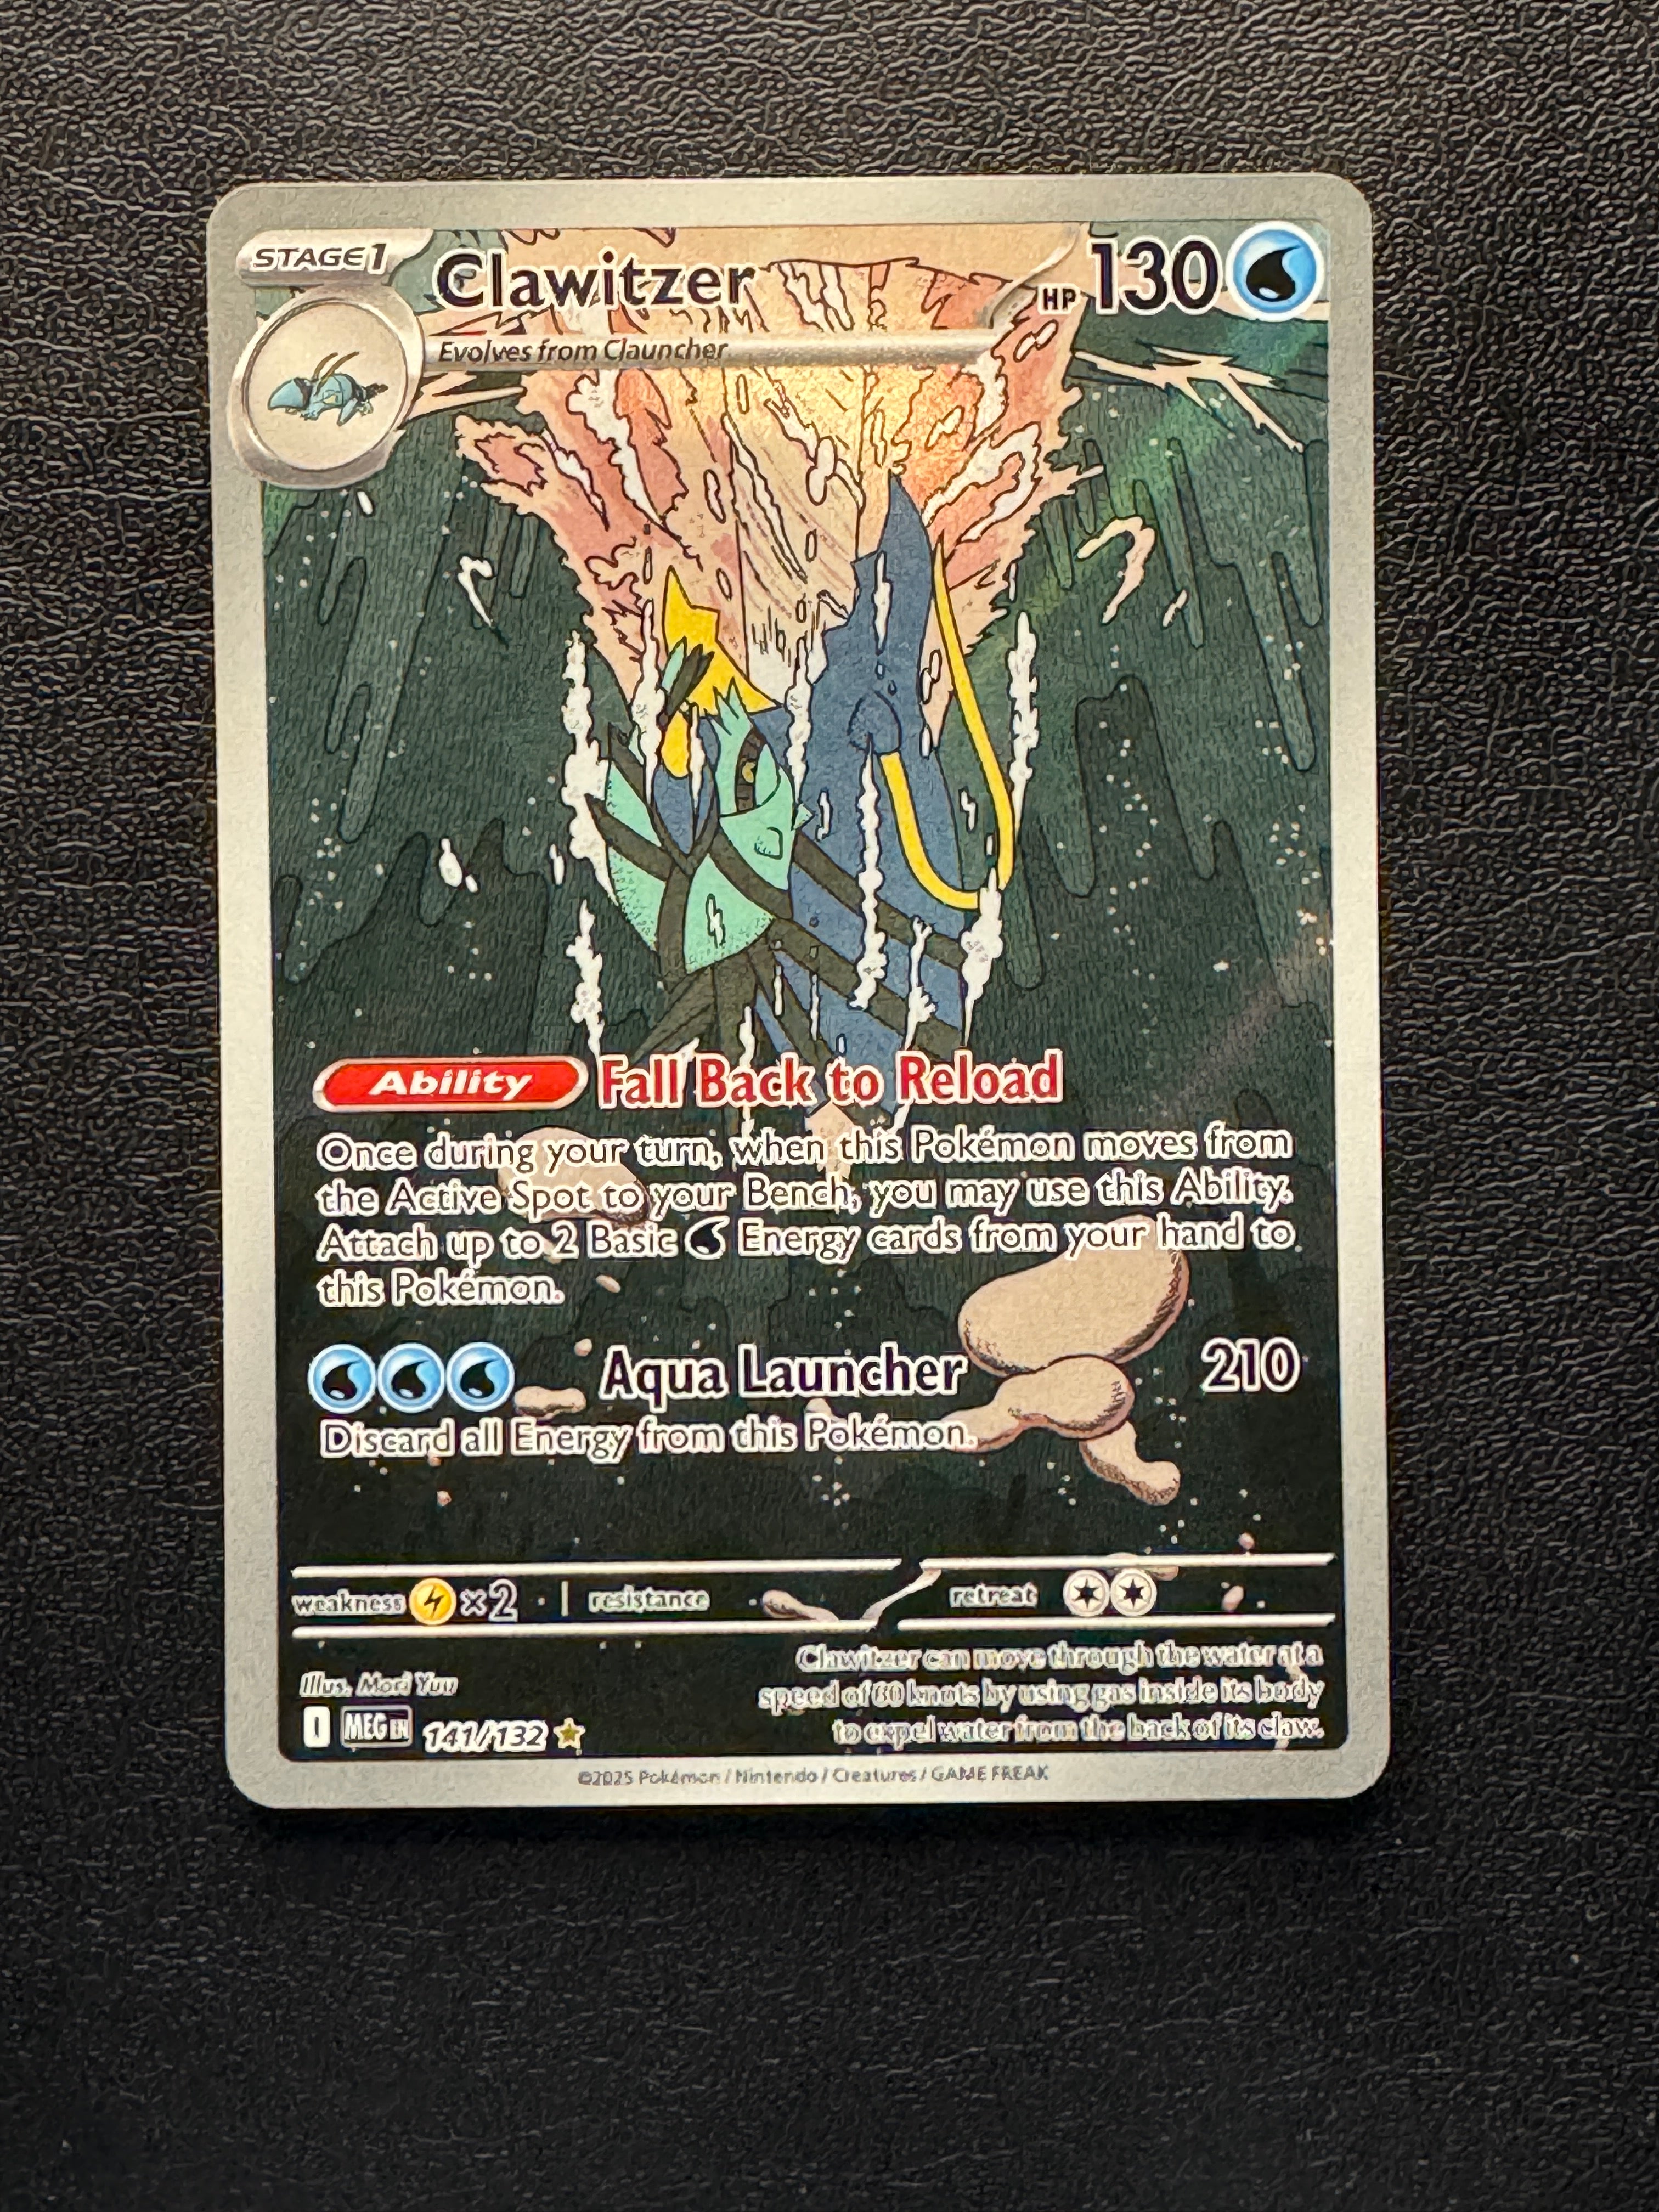 STAGE 1
Clawitzer
HP 130
Evolves from Clauncher
Ability Fall Back to Reload
Once during your turn, when this Pokémon moves from
the Active Spot to your Bench, you may use this Ability.
Attach up to 2 Basic Energy cards from your hand to
this Pokémon.
Aqua Launcher 210
Discard all Energy from this Pokémon.
weakness ×2 resistance retreat
Clawitzer can move through the water at a
speed of 60 knots by using gas inside its body
to expel water from the back of its claw.
Illus. Mori Yuu
I MEG EN 141/132
©2025 Pokémon / Nintendo / Creatures / GAME FREAK